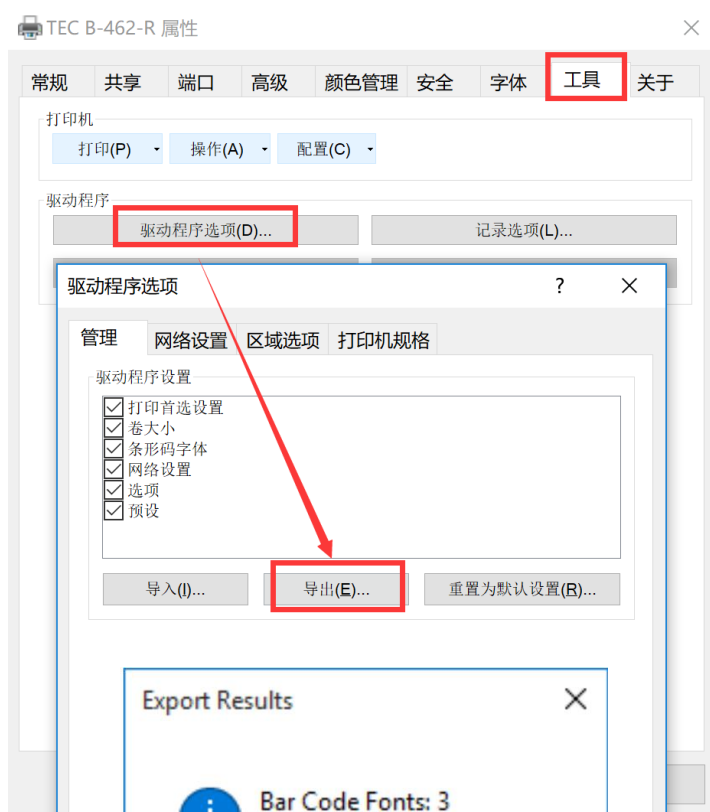 TEC B-462-R 属性
常规 共享 端口 高级 颜色管理 安全 字体 工具 关于
打印机
打印(P) 操作(A) 配置(C)
驱动程序
驱动程序选项(D)... 记录选项(L)...
驱动程序选项 ?
管理 网络设置 区域选项 打印机规格
驱动程序设置
打印首选设置
卷大小
条形码字体
网络设置
选项
预设
导入(I)... 导出(E)... 重置为默认设置(R)...
Export Results
Bar Code Fonts: 3